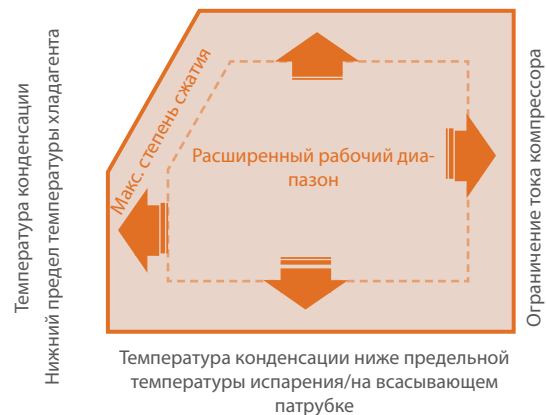 Температура конденсации
Нижний предел температуры хладагента
Макс. степень сжатия
Расширенный рабочий диа-
пазон
Ограничение тока компрессора
Температура конденсации ниже предельной
температуры испарения/на всасывающем
патрубке